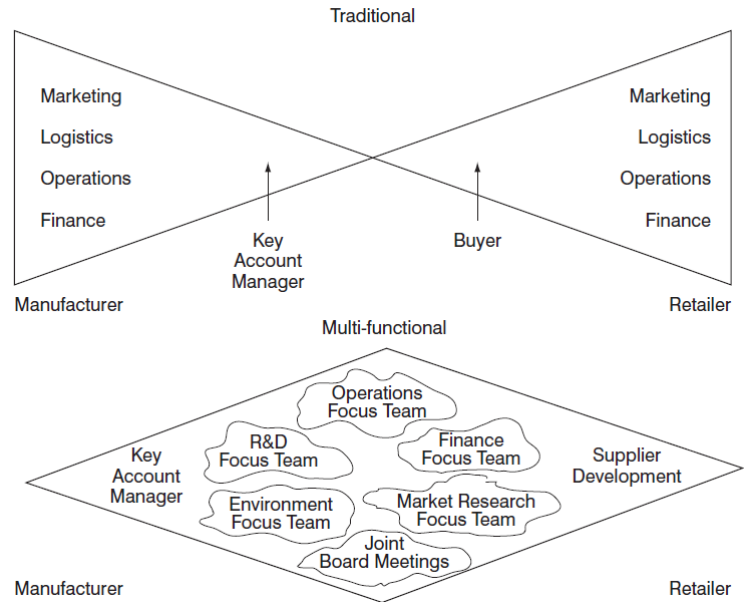 Traditional
Marketing
Logistics
Operations
Finance
Marketing
Logistics
Operations
Finance
Key
Account
Manager
Buyer
Manufacturer
Retailer
Multi-functional
Operations
Focus Team
R&D
Focus Team
Finance
Focus Team
Key
Account
Manager
Supplier
Development
Environment
Focus Team
Market Research
Focus Team
Joint
Board Meetings
Manufacturer
Retailer